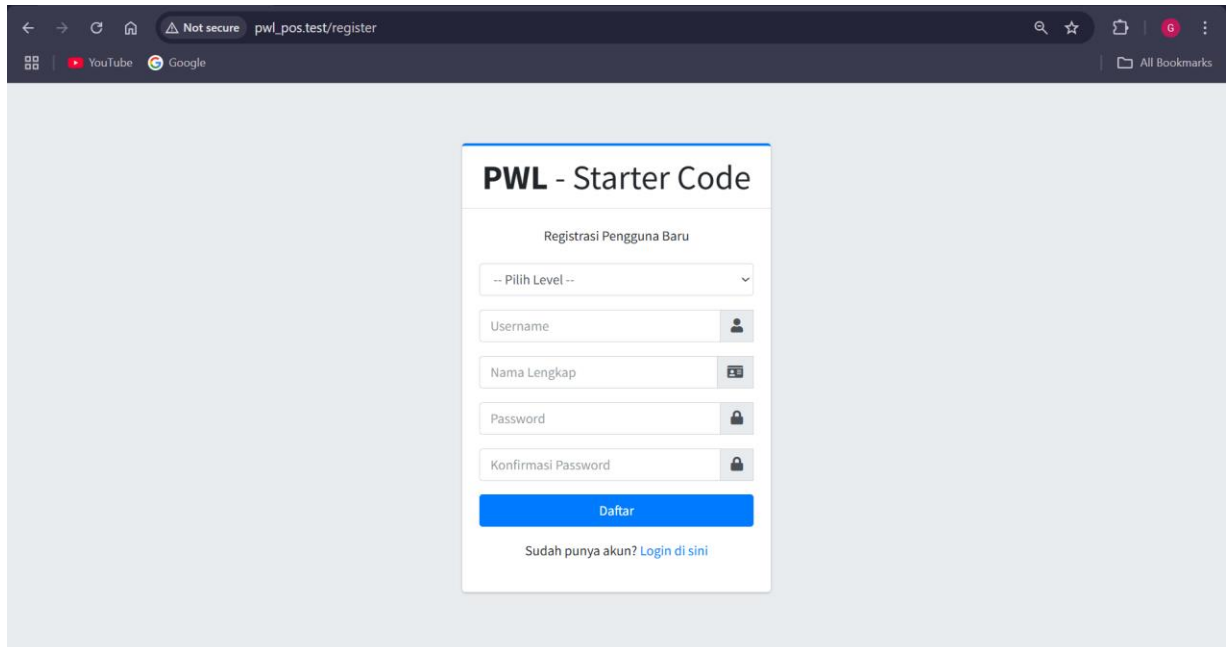 Not secure pwl_pos.test/register G
YouTube Google All Bookmarks
PWL - Starter Code
Registrasi Pengguna Baru
-- Pilih Level --
Username
Nama Lengkap
Password
Konfirmasi Password
Daftar
Sudah punya akun? Login di sini